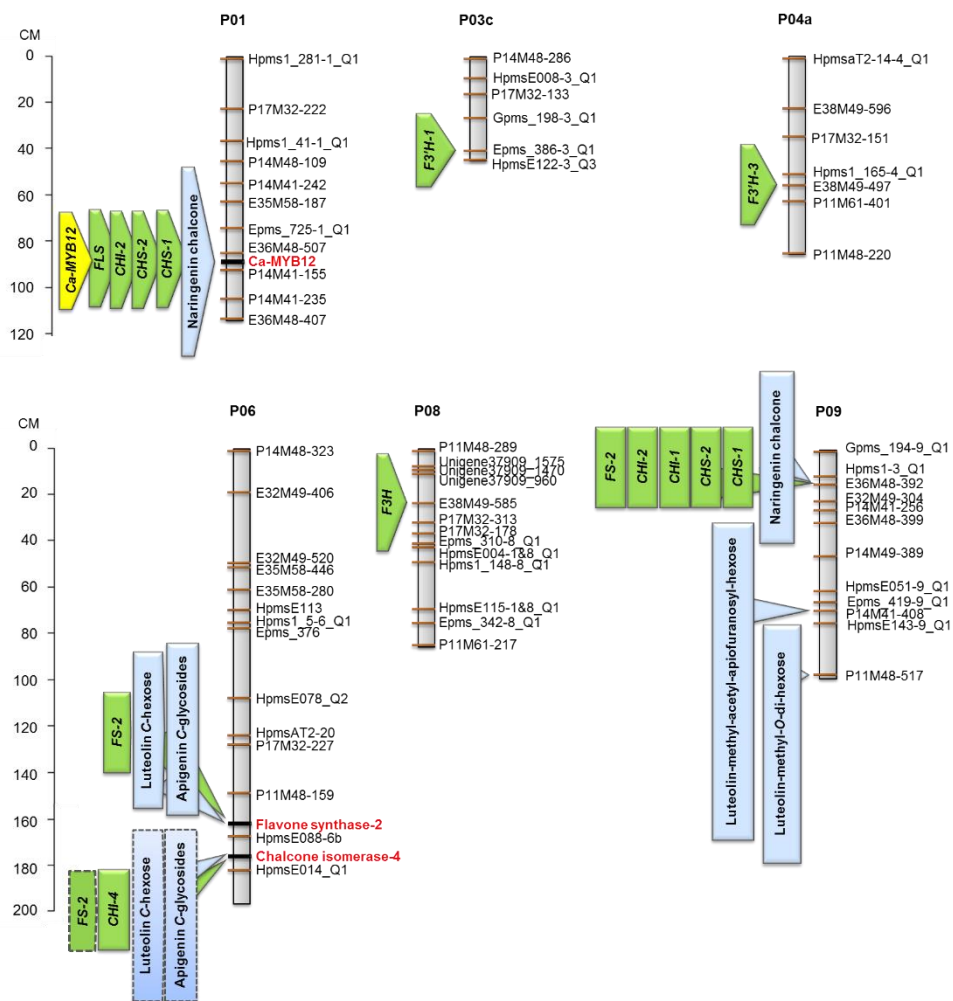 P01
P03c
P04a
CM
0
20
40
60
80
100
120
Ca-MYB12
FLS
CHI-2
CHS-2
CHS-1
Naringenin chalcone
Hpms1_281-1_Q1
P17M32-222
Hpms1_41-1_Q1
P14M48-109
P14M41-242
E35M58-187
Epms_725-1_Q1
E36M48-507
Ca-MYB12
P14M41-155
P14M41-235
E36M48-407
F3'H-1
P14M48-286
HpmsE008-3_Q1
P17M32-133
Gpms_198-3_Q1
Epms_386-3_Q1
HpmsE122-3_Q3
F3'H-3
HpmsaT2-14-4_Q1
E38M49-596
P17M32-151
Hpms1_165-4_Q1
E38M49-497
P11M61-401
P11M48-220
P06
P08
P09
CM
0
20
40
60
80
100
120
140
160
180
200
FS-2
Luteolin C-hexose
Apigenin C-glycosides
FS-2
CHI-4
Luteolin C-hexose
Apigenin C-glycosides
P14M48-323
E32M49-406
E32M49-520
E35M58-446
E35M58-280
HpmsE113
Hpms1_5-6_Q1
Epms_376
HpmsE078_Q2
HpmsAT2-20
P17M32-227
P11M48-159
Flavone synthase-2
HpmsE088-6b
Chalcone isomerase-4
HpmsE014_Q1
F3H
P11M48-289
Unigene37909_1575
Unigene37909_1470
Unigene37909_960
E38M49-585
P17M32-313
P17M32-178
Epms_310-8_Q1
HpmsE004-1&8_Q1
Hpms1_148-8_Q1
HpmsE115-1&8_Q1
Epms_342-8_Q1
P11M61-217
FS-2
CHI-2
CHI-1
CHS-2
CHS-1
Naringenin chalcone
Luteolin-methyl-acetyl-apiofuranosyl-hexose
Luteolin-methyl-O-di-hexose
Gpms_194-9_Q1
Hpms1-3_Q1
E36M48-392
E32M49-304
P14M41-256
E36M48-399
P14M49-389
HpmsE051-9_Q1
Epms_419-9_Q1
P14M41-408
HpmsE143-9_Q1
P11M48-517